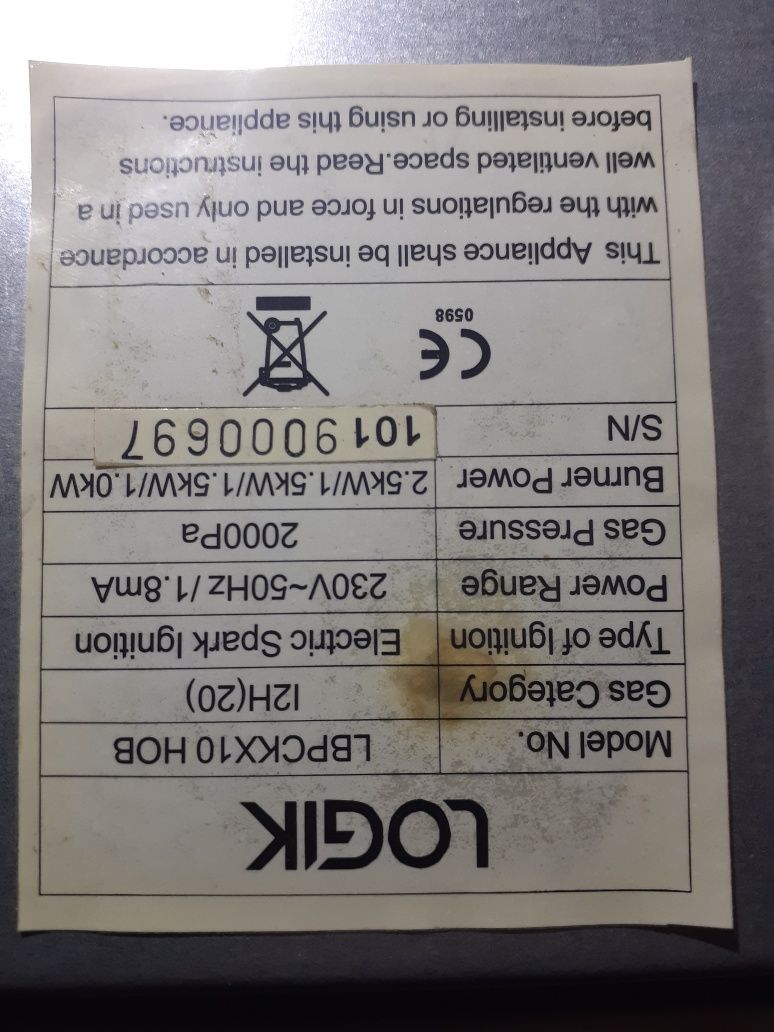 LOGIK
Model No. LBPCKX10 HOB
Gas Category I2H(20)
Type of Ignition Electric Spark Ignition
Power Range 230V~50Hz / 1.8mA
Gas Pressure 2000Pa
Burner Power 2.5kW/1.5kW/1.5kW/1.0kW
S/N 1019000697
CE
0598
This Appliance shall be installed in accordance
with the regulations in force and only used in a
well ventilated space.Read the instructions
before installing or using this appliance.